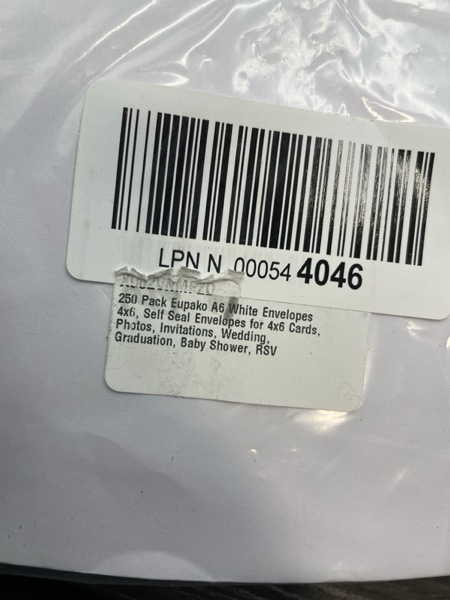 LPN N 00054 4046
250 Pack Eupako A6 White Envelopes
4x6, Self Seal Envelopes for 4x6 Cards,
Photos, Invitations, Wedding,
Graduation, Baby Shower, RSV